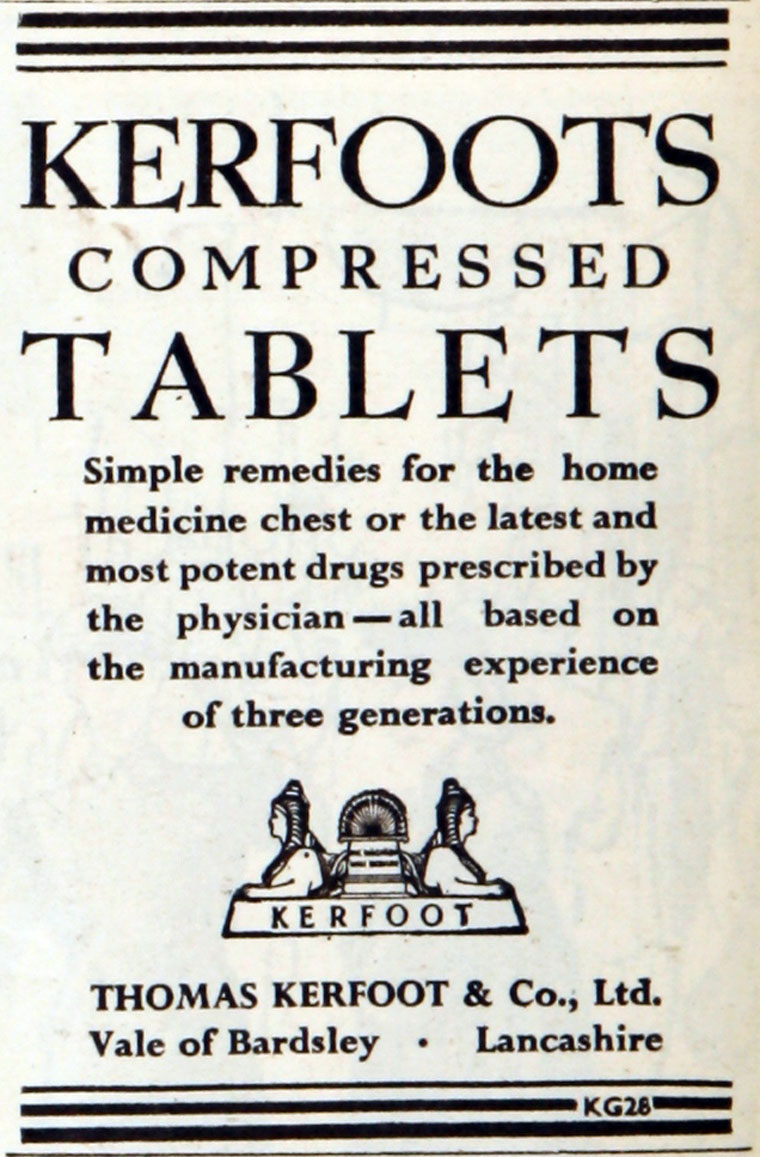 KERFOOTS
COMPRESSED
TABLETS
Simple remedies for the home
medicine chest or the latest and
most potent drugs prescribed by
the physician — all based on
the manufacturing experience
of three generations.
KERFOOT
THOMAS KERFOOT & Co., Ltd.
Vale of Bardsley · Lancashire
KG28